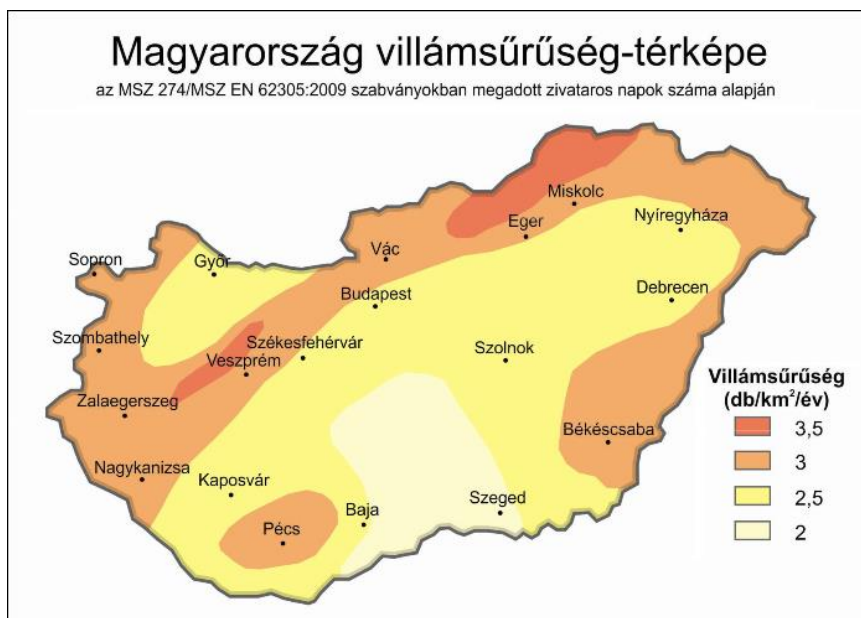 Magyarország villámsűrűség-térképe
az MSZ 274/MSZ EN 62305:2009 szabványokban megadott zivataros napok száma alapján
Miskolc
Nyíregyháza
Eger
Vác
Sopron
Győr
Debrecen
Budapest
Szombathely
Székesfehérvár
Veszprém
Szolnok
Villámsűrűség
(db/km²/év)
Zalaegerszeg
3,5
Békéscsaba
3
Nagykanizsa
Kaposvár
2,5
Baja
Szeged
Pécs
2